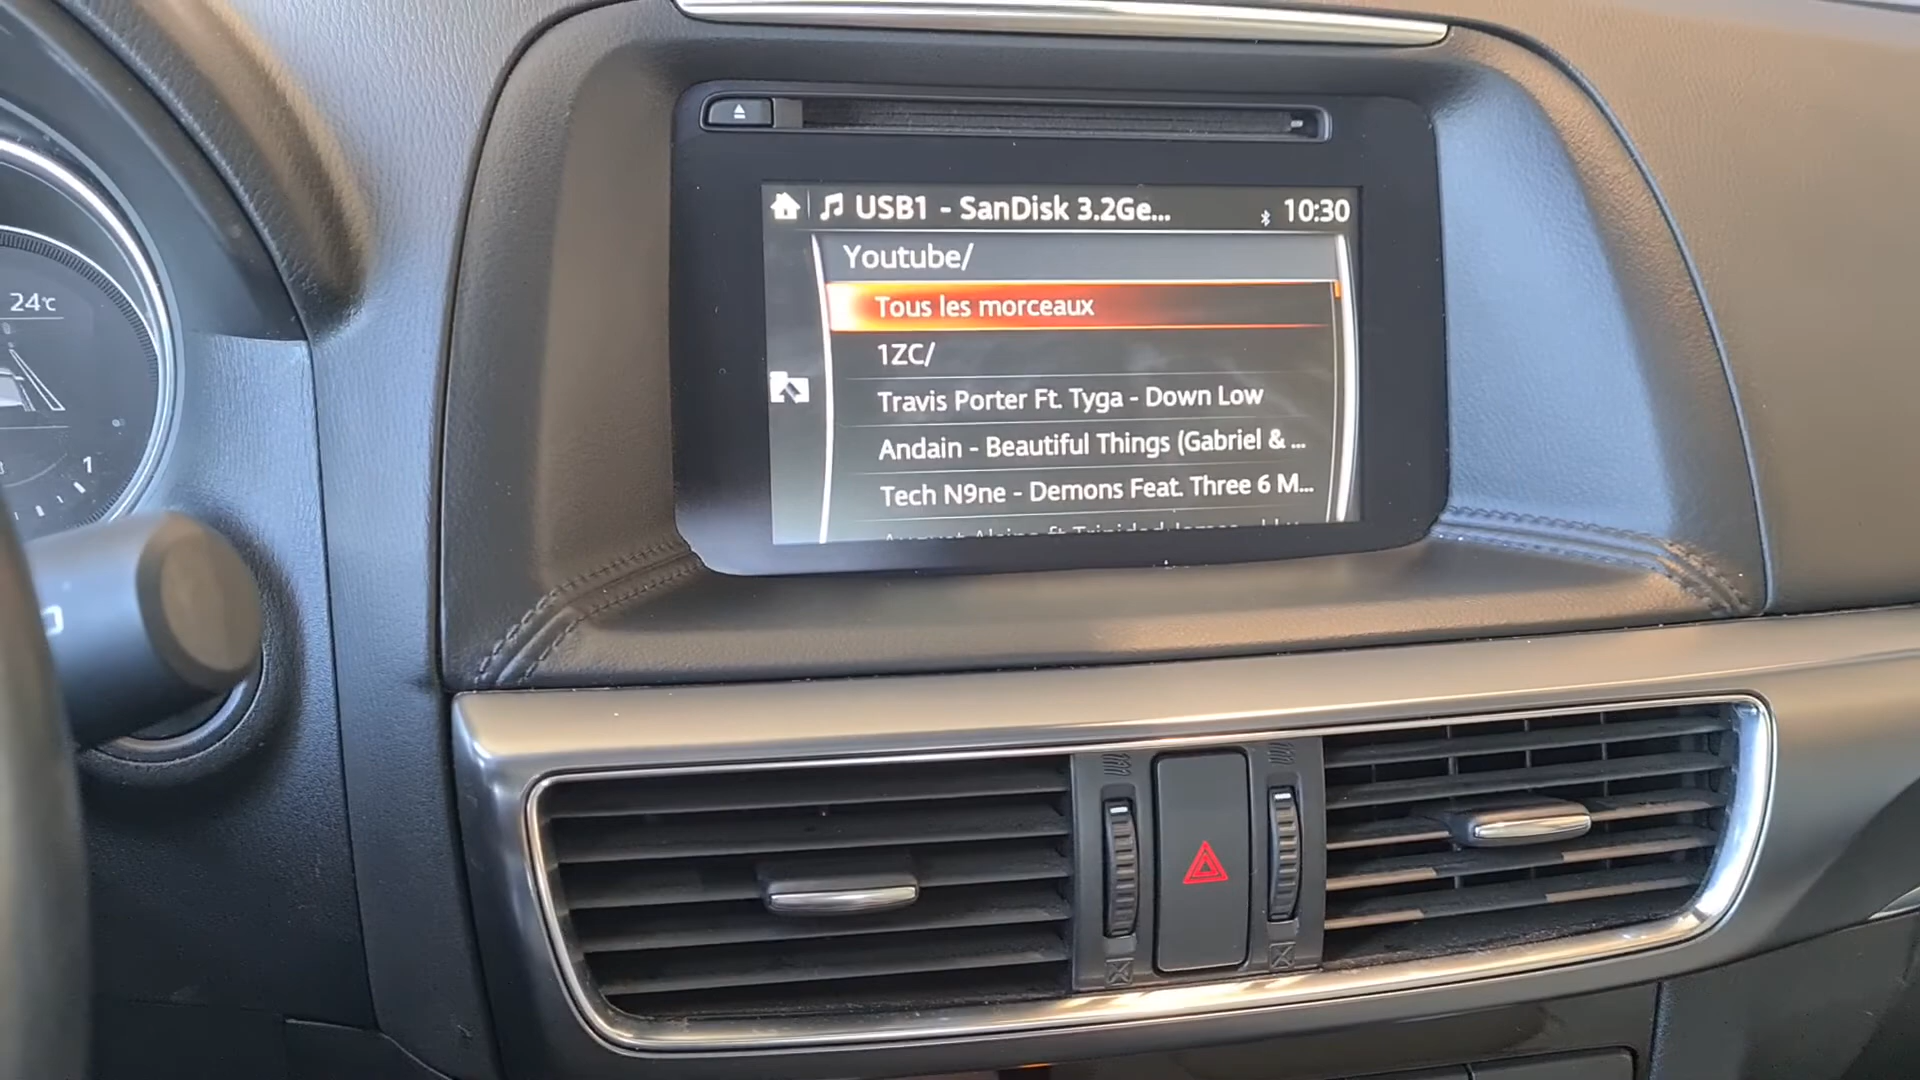 USB1 - SanDisk 3.2Ge...
10:30
Youtube/
Tous les morceaux
1ZC/
Travis Porter Ft. Tyga - Down Low
Andain - Beautiful Things (Gabriel & ...
Tech N9ne - Demons Feat. Three 6 M...
24°C
1